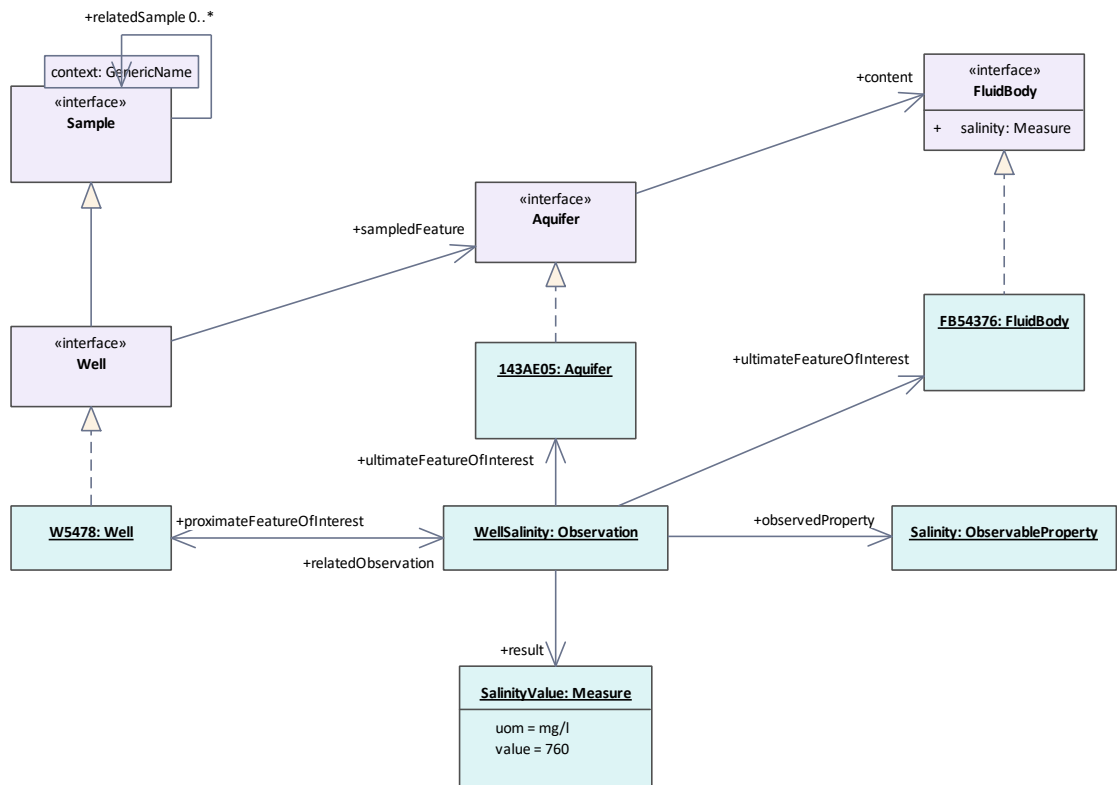 +relatedSample 0..*
context: GenericName
«interface»
Sample
+content
«interface»
FluidBody
+ salinity: Measure
+sampledFeature
«interface»
Aquifer
«interface»
Well
143AE05: Aquifer
FB54376: FluidBody
+ultimateFeatureOfInterest
+ultimateFeatureOfInterest
W5478: Well
+proximateFeatureOfInterest
+relatedObservation
WellSalinity: Observation
+observedProperty
Salinity: ObservableProperty
+result
SalinityValue: Measure
uom = mg/l
value = 760